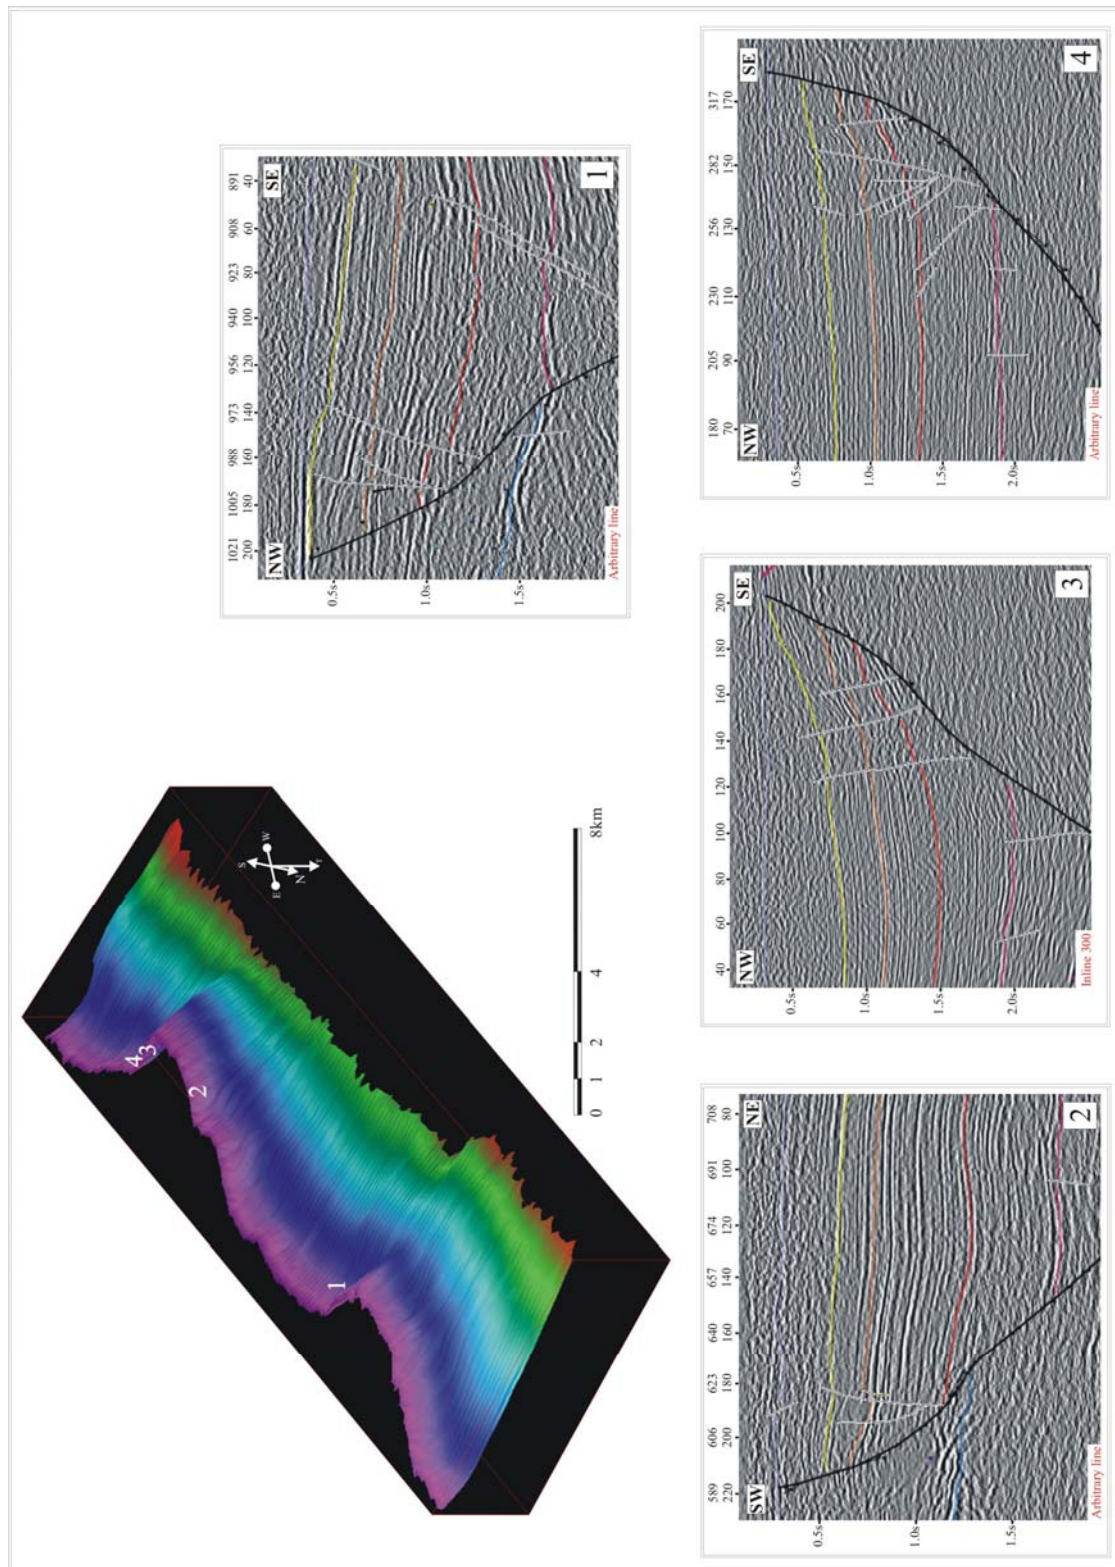 1
2
3
4
S
W
E
N
T
0 1 2 4 8km
1021 1005 988 973 956 940 923 908 891
200 180 160 140 120 100 80 60 40
NW SE
0.5s
1.0s
1.5s
Arbitrary line
1
589 606 623 640 657 674 691 708
220 200 180 160 140 120 100 80
SW NE
0.5s
1.0s
1.5s
Arbitrary line
2
40 60 80 100 120 140 160 180 200
NW SE
0.5s
1.0s
1.5s
2.0s
Inline 300
3
180 205 230 256 282 317
70 90 110 130 150 170
NW SE
0.5s
1.0s
1.5s
2.0s
Arbitrary line
4